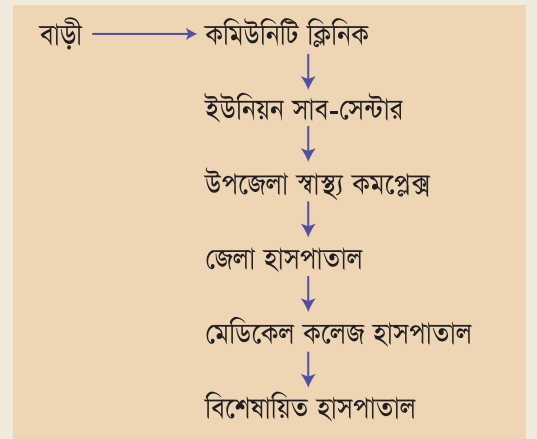 বাড়ী কমিউনিটি ক্লিনিক
ইউনিয়ন সাব-সেন্টার
উপজেলা স্বাস্থ্য কমপ্লেক্স
জেলা হাসপাতাল
মেডিকেল কলেজ হাসপাতাল
বিশেষায়িত হাসপাতাল